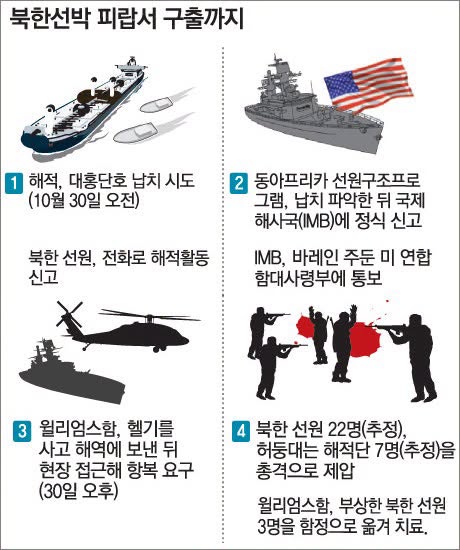 북한선박 피랍서 구출까지
1 해적, 대홍단호 납치 시도
(10월 30일 오전)
북한 선원, 전화로 해적활동
신고
2 동아프리카 선원구조프로
그램, 납치 파악한 뒤 국제
해사국(IMB)에 정식 신고
IMB, 바레인 주둔 미 연합
함대사령부에 통보
3 윌리엄스함, 헬기를
사고 해역에 보낸 뒤
현장 접근해 항복 요구
(30일 오후)
4 북한 선원 22명(추정),
허둥대는 해적단 7명(추정)을
총격으로 제압
윌리엄스함, 부상한 북한 선원
3명을 함정으로 옮겨 치료.